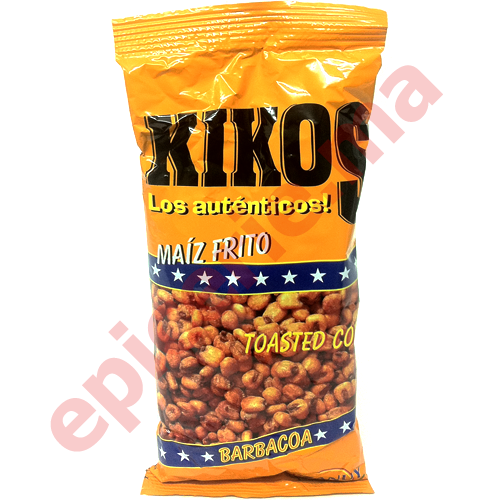 KIKOS
Los auténticos!
MAÍZ FRITO
TOASTED CO
BARBACOA